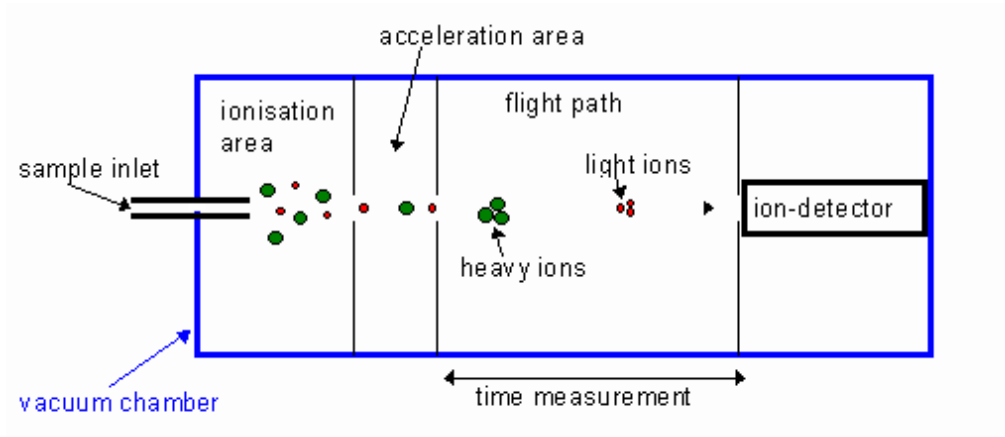 acceleration area
ionisation
area
flight path
sample inlet
light ions
ion-detector
heavy ions
time measurement
vacuum chamber